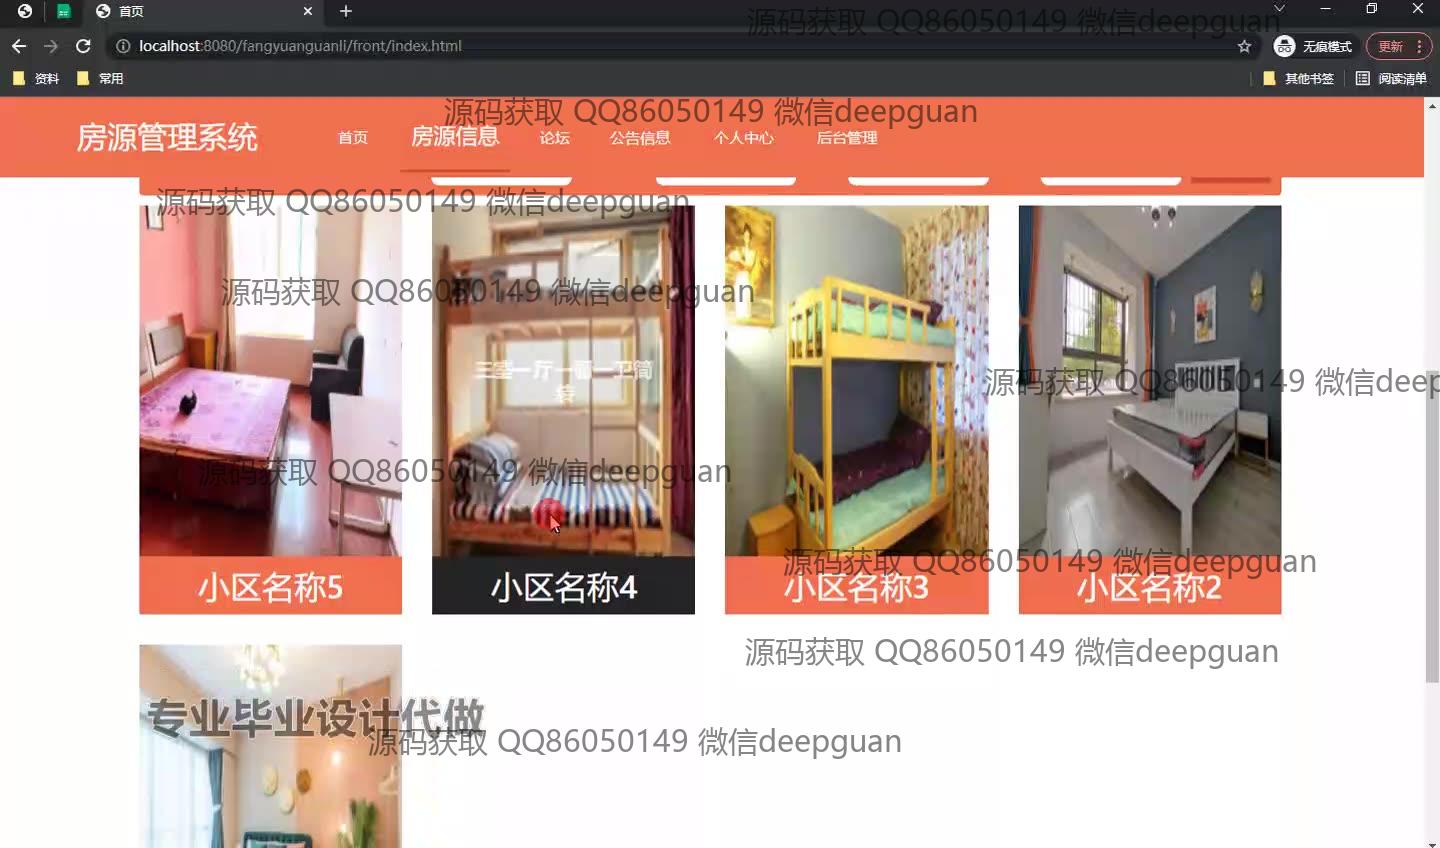 首页
源码获取 QQ86050149 微信deepguan
localhost:8080/fangyuanguanli/front/index.html
无痕模式
更新
资料
常用
其他书签
阅读清单
源码获取 QQ86050149 微信deepguan
房源管理系统
首页
房源信息
论坛
公告信息
个人中心
后台管理
源码获取 QQ86050149 微信deepguan
源码获取 QQ86050149 微信deepguan
三室一厅一厨一卫简
装
源码获取 QQ86050149 微信deep
源码获取 QQ86050149 微信deepguan
源码获取 QQ86050149 微信deepguan
小区名称5
小区名称4
小区名称3
小区名称2
源码获取 QQ86050149 微信deepguan
专业毕业设计代做
源码获取 QQ86050149 微信deepguan